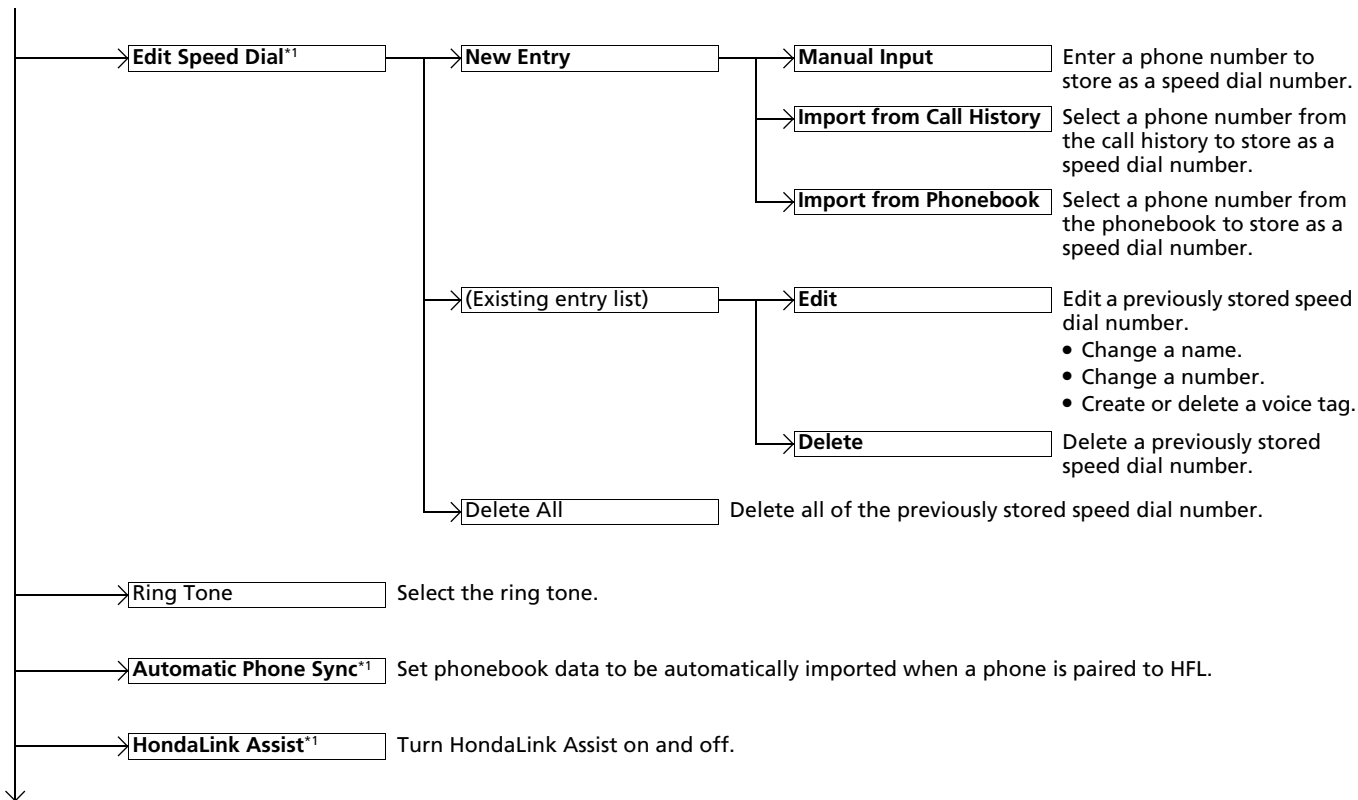 Edit Speed Dial*1
New Entry
Manual Input
Enter a phone number to
store as a speed dial number.
Import from Call History
Select a phone number from
the call history to store as a
speed dial number.
Import from Phonebook
Select a phone number from
the phonebook to store as a
speed dial number.
(Existing entry list)
Edit
Edit a previously stored speed
dial number.
• Change a name.
• Change a number.
• Create or delete a voice tag.
Delete
Delete a previously stored
speed dial number.
Delete All
Delete all of the previously stored speed dial number.
Ring Tone
Select the ring tone.
Automatic Phone Sync*1
Set phonebook data to be automatically imported when a phone is paired to HFL.
HondaLink Assist*1
Turn HondaLink Assist on and off.